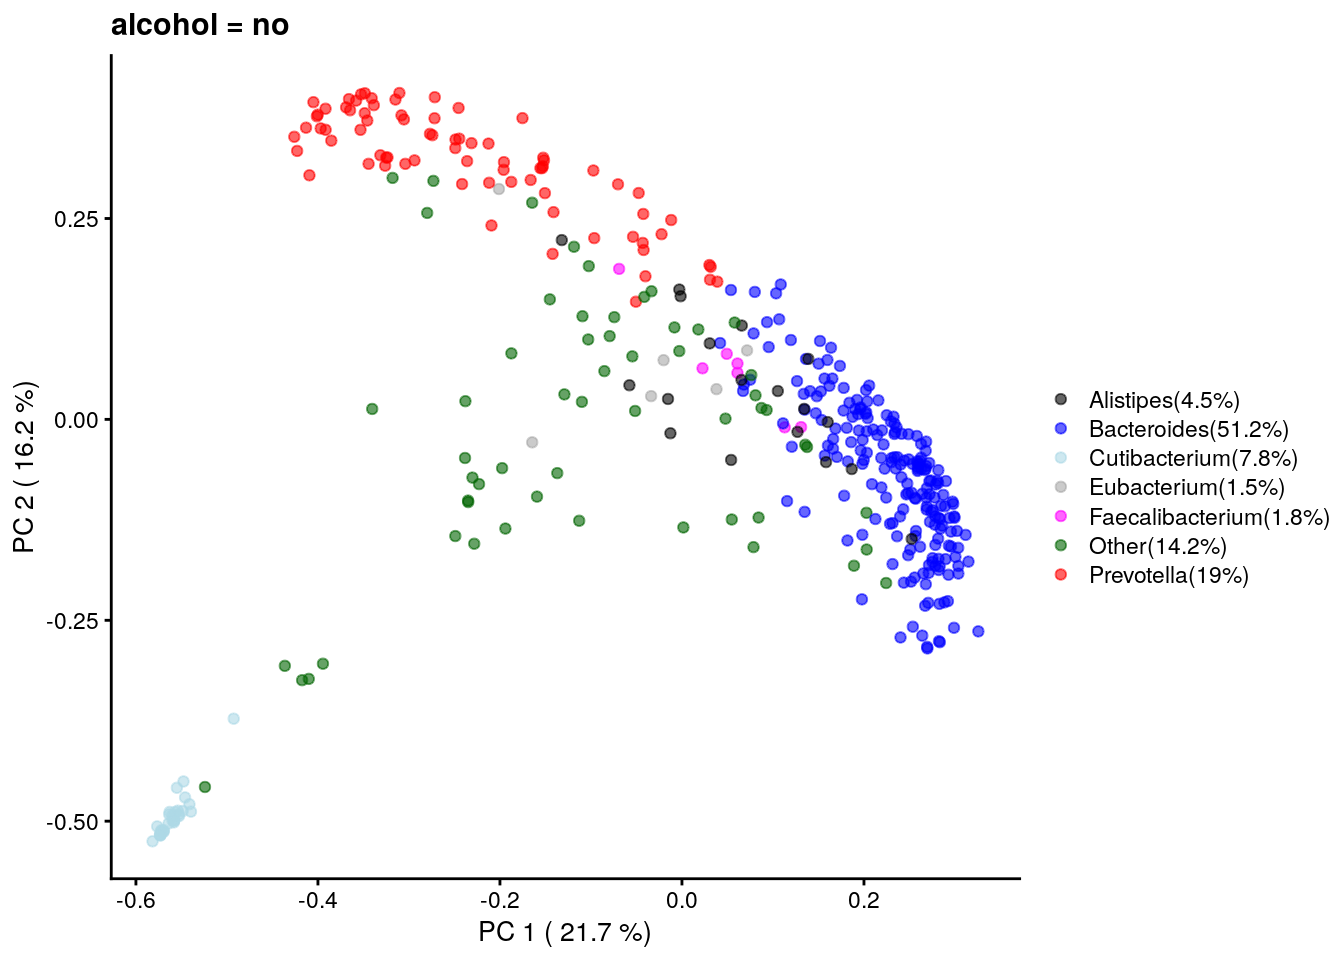 alcohol = no
PC 2 ( 16.2 %)
0.25
0.00
-0.25
-0.50
-0.6
-0.4
-0.2
0.0
0.2
PC 1 ( 21.7 %)
Alistipes(4.5%)
Bacteroides(51.2%)
Cutibacterium(7.8%)
Eubacterium(1.5%)
Faecalibacterium(1.8%)
Other(14.2%)
Prevotella(19%)